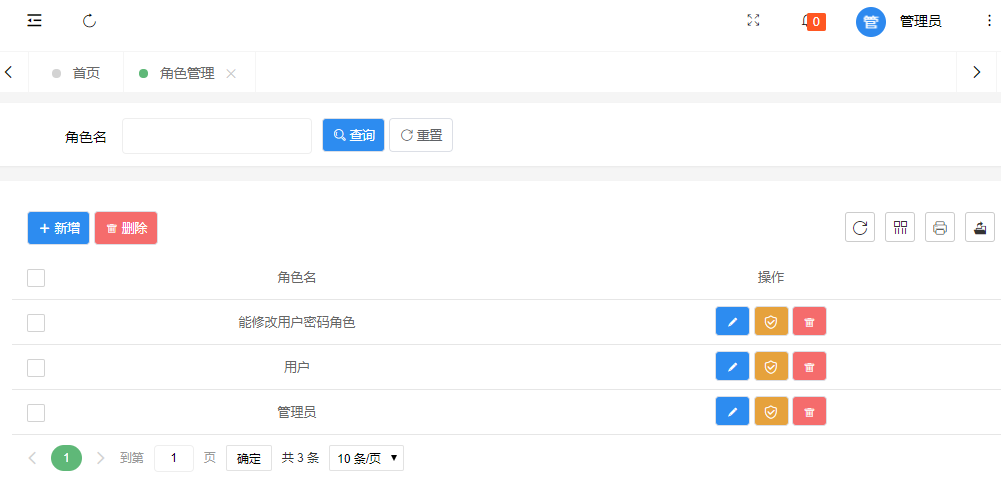 0 管 管理员
首页 角色管理
角色名 查询 重置
新增 删除
角色名 操作
能修改用户密码角色
用户
管理员
1 到第 1 页 确定 共 3 条 10 条/页